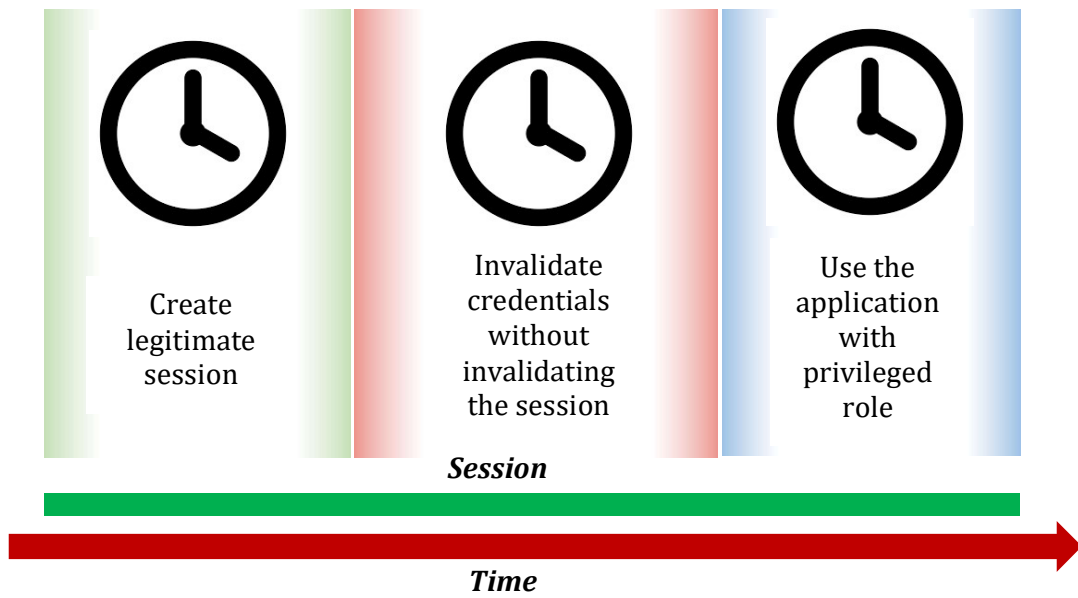 Create
legitimate
session
Invalidate
credentials
without
invalidating
the session
Use the
application
with
privileged
role
Session
Time